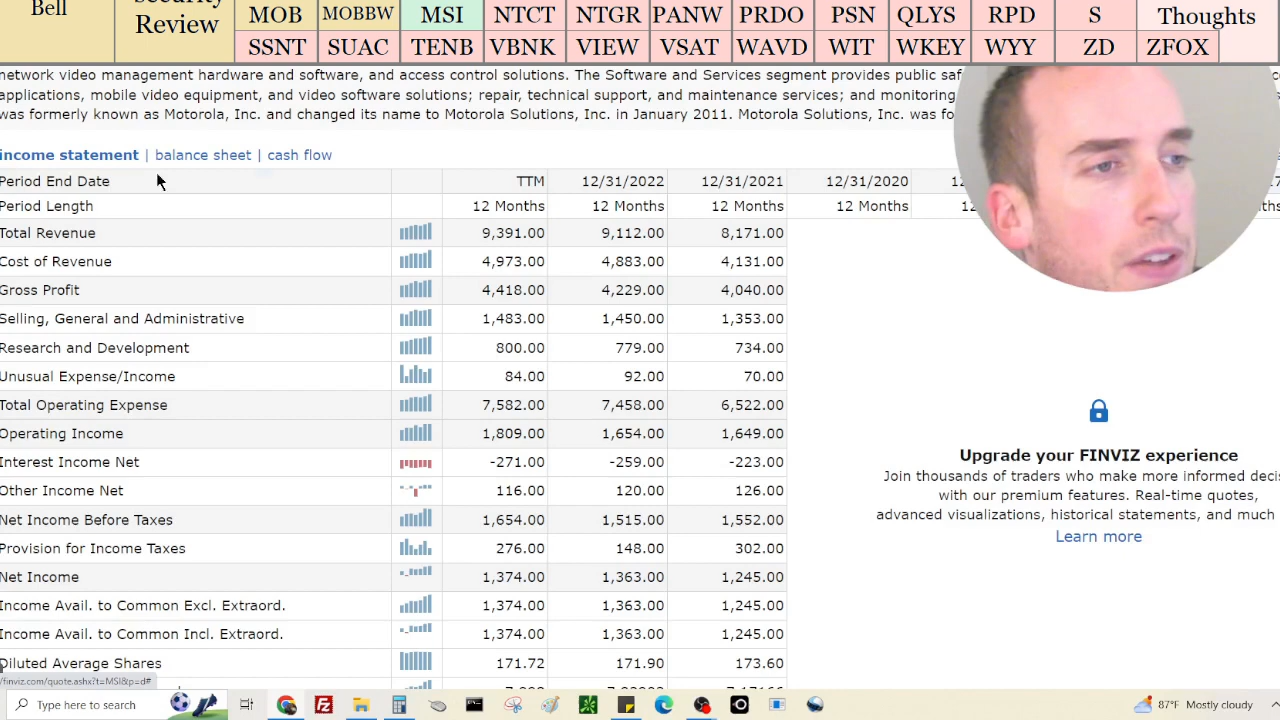 Bell
Security
Review
MOB MOBBW MSI NTCT NTGR PANW PRDO PSN QLYS RPD S Thoughts
SSNT SUAC TENB VBNK VIEW VSAT WAVD WIT WKEY WYY ZD ZFOX
network video management hardware and software, and access control solutions. The Software and Services segment provides public saf
applications, mobile video equipment, and video software solutions; repair, technical support, and maintenance services; and monitoring
was formerly known as Motorola, Inc. and changed its name to Motorola Solutions, Inc. in January 2011. Motorola Solutions, Inc. was fo
income statement | balance sheet | cash flow
Period End Date TTM 12/31/2022 12/31/2021 12/31/2020
Period Length 12 Months 12 Months 12 Months 12 Months 12
Total Revenue 9,391.00 9,112.00 8,171.00
Cost of Revenue 4,973.00 4,883.00 4,131.00
Gross Profit 4,418.00 4,229.00 4,040.00
Selling, General and Administrative 1,483.00 1,450.00 1,353.00
Research and Development 800.00 779.00 734.00
Unusual Expense/Income 84.00 92.00 70.00
Total Operating Expense 7,582.00 7,458.00 6,522.00
Operating Income 1,809.00 1,654.00 1,649.00
Interest Income Net -271.00 -259.00 -223.00
Other Income Net 116.00 120.00 126.00
Net Income Before Taxes 1,654.00 1,515.00 1,552.00
Provision for Income Taxes 276.00 148.00 302.00
Net Income 1,374.00 1,363.00 1,245.00
Income Avail. to Common Excl. Extraord. 1,374.00 1,363.00 1,245.00
Income Avail. to Common Incl. Extraord. 1,374.00 1,363.00 1,245.00
Diluted Average Shares 171.72 171.90 173.60
Upgrade your FINVIZ experience
Join thousands of traders who make more informed deci
with our premium features. Real-time quotes,
advanced visualizations, historical statements, and much
Learn more
/finviz.com/quote.ashx?t=MSI&p=d#
Type here to search
87°F Mostly cloudy